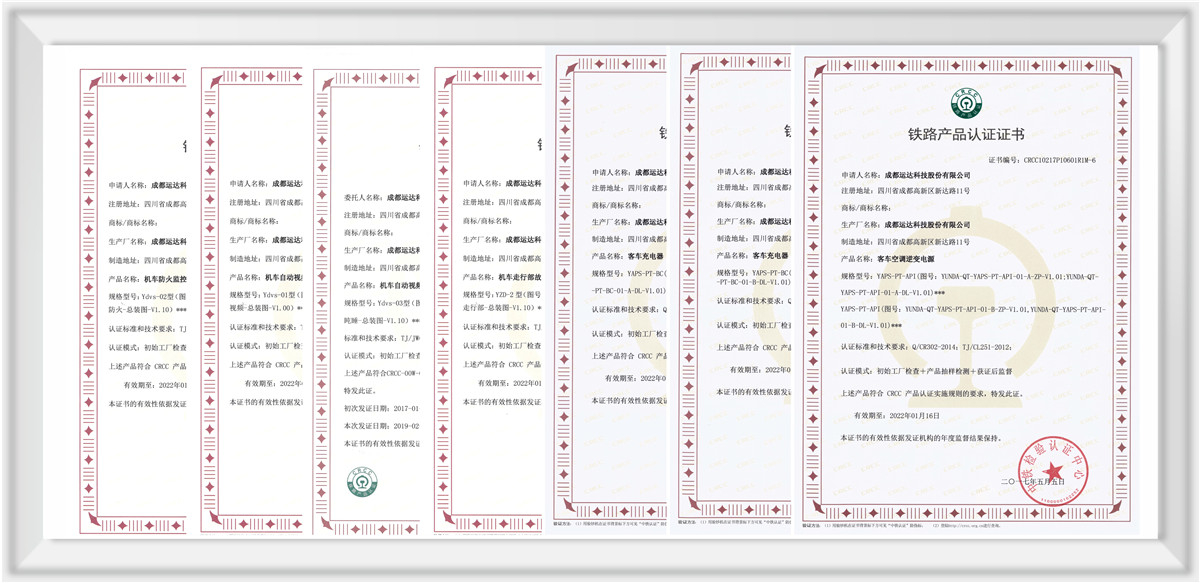 申请人名称：成都运达科
注册地址：四川省成都高
商标/商标名称：
生产厂名称：成都运达科
制造地址：四川省成都高
产品名称：机车防火监控
规格型号：Ydvs-02型(图
防火-总装图-V1.10) **
认证标准和技术要求：TJ
认证模式：初始工厂检查
上述产品符合 CRCC 产品
有效期至：2022年01
本证书的有效性依据发证
申请人名称：成都运达
注册地址：四川省成都
商标/商标名称：
生产厂名称：成都运达
制造地址：四川省成都
产品名称：机车自动视
规格型号：Ydvs-01型(
视频-总装图-V1.00) **
认证标准和技术要求：
认证模式：初始工厂检
上述产品符合 CRCC 产
有效期至：2022年
本证书的有效性依据发证
委托人名称：成都运达
注册地址：四川省成都
商标/商标名称：
生产厂名称：成都运达
制造地址：四川省成都
产品名称：机车自动视频
规格型号：Ydvs-03型(
总装图-V1.10)
标准和技术要求：TJ/JW
认证模式：初始工厂检查
上述产品符合CRCC-00W-
特发此证。
初次发证日期：2017-01
本次发证日期：2019-02
本证书的有效性依据发证
申请人名称：成都运达科
注册地址：四川省成都高
商标/商标名称：
生产厂名称：成都运达科
制造地址：四川省成都高
产品名称：机车走行部故
规格型号：YZD-2 型(图号
走行部-总装图-V1.10) **
认证标准和技术要求：TJ
认证模式：初始工厂检查
上述产品符合 CRCC 产品
有效期至：2022年01
本证书的有效性依据发证
申请人名称：成都运达科
注册地址：四川省成都高
商标/商标名称：
生产厂名称：成都运达科
制造地址：四川省成都高
产品名称：客车充电器
规格型号：YAPS-PT-BC(
-PT-BC-01-A-DL-V1.01)
认证标准和技术要求：Q
认证模式：初始工厂检查
上述产品符合 CRCC 产品
有效期至：2022年0
本证书的有效性依据发证
申请人名称：成都运达
注册地址：四川省成都
商标/商标名称：
生产厂名称：成都运达
制造地址：四川省成都
产品名称：客车充电器
规格型号：YAPS-PT-BC(
-PT-BC-01-B-DL-V1.01)
认证标准和技术要求：Q
认证模式：初始工厂检
上述产品符合 CRCC 产
有效期至：2022年0
本证书的有效性依据发证
铁路产品认证证书
证书编号：CRCC10217P10601R1M-6
申请人名称：成都运达科技股份有限公司
注册地址：四川省成都高新区新达路11号
商标/商标名称：
生产厂名称：成都运达科技股份有限公司
制造地址：四川省成都高新区新达路11号
产品名称：客车空调逆变电源
规格型号：YAPS-PT-API(图号：YUNDA-QT-YAPS-PT-API-01-A-ZP-V1.01;YUNDA-QT-
YAPS-PT-API-01-A-DL-V1.01)***
YAPS-PT-API(图号：YUNDA-QT-YAPS-PT-API-01-B-ZP-V1.01,YUNDA-QT-YAPS-PT-API-
01-B-DL-V1.01)***
认证标准和技术要求：Q/CR302-2014; TJ/CL251-2012;
认证模式：初始工厂检查+产品抽样检测+获证后监督
上述产品符合 CRCC 产品认证实施规则的要求，特发此证。
有效期至：2022年01月16日
本证书的有效性依据发证机构的年度监督结果保持。
中铁检验认证中心
二〇一七年五月五日